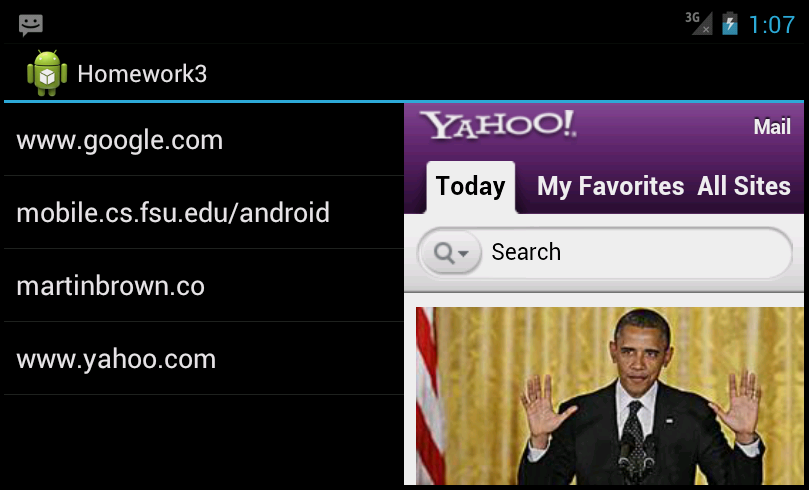 3G 1:07
Homework3
www.google.com
mobile.cs.fsu.edu/android
martinbrown.co
www.yahoo.com
YAHOO! Mail
Today My Favorites All Sites
Search